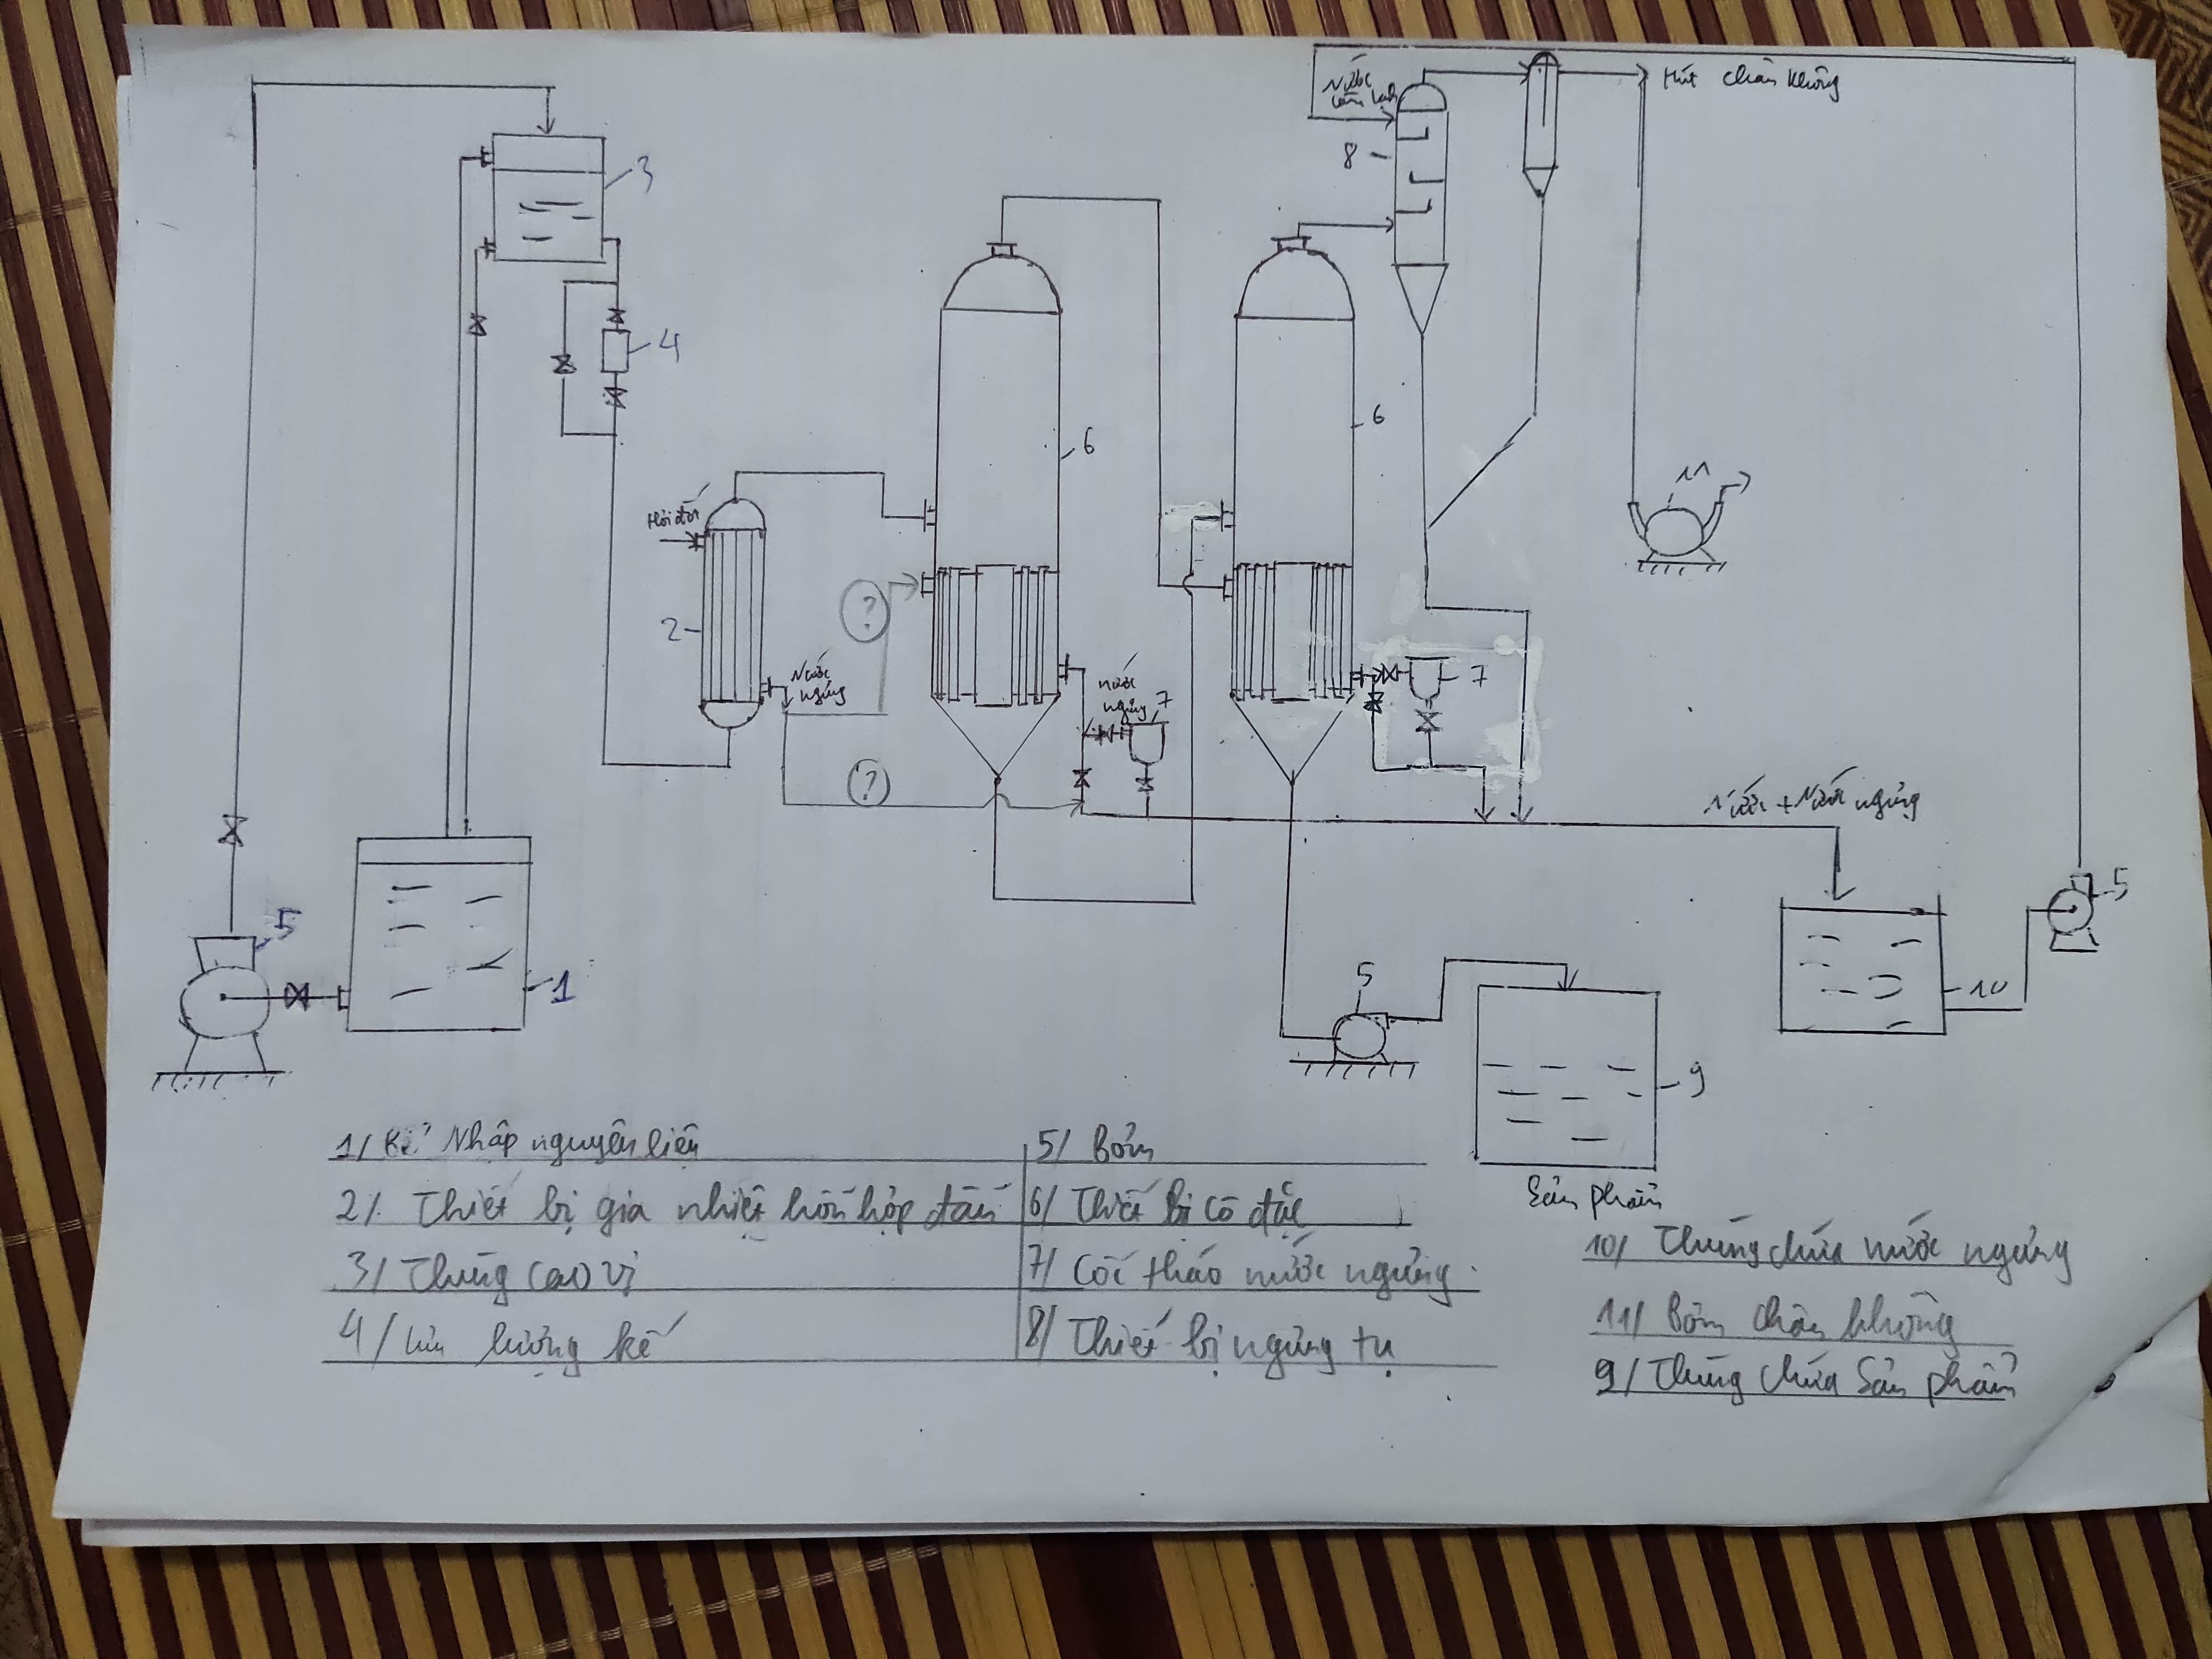 Nước
làm lạnh
Hút chân không
3
8
11
4
6
6
5
Hơi đốt
2
Nước
ngưng
?
?
nước
ngưng
7
7
Nước + Nước ngưng
10
5
1
5
9
Sản phẩm
1/ Bể nhập nguyên liệu
2/. Thiết bị gia nhiệt hỗn hợp đầu
3/ Thùng cao vị
4/ lưu lượng kế
5/ Bơm
6/ Thiết bị cô đặc
7/ Cốc tháo nước ngưng
8/ Thiết bị ngưng tụ
10/ Thùng chứa nước ngưng
11/ Bơm chân không
9/ Thùng chứa sản phẩm